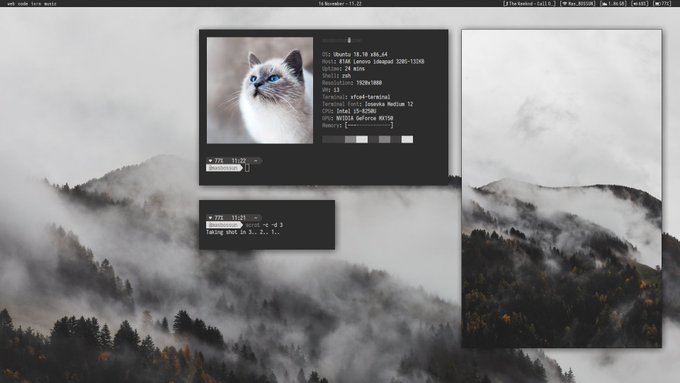 web code term music
16 November - 11.22
[♪ The Weeknd - Call O…] [Max_BOSSUN] [1.86GB] [69%] [77%]
OS: Ubuntu 18.10 x86_64
Host: 81AK Lenovo ideapad 320S-13IKB
Uptime: 24 mins
Shell: zsh
Resolution: 1920x1080
WM: i3
Terminal: xfce4-terminal
Terminal Font: Iosevka Medium 12
CPU: Intel i5-8250U
GPU: NVIDIA GeForce MX150
Memory: [---------------]
♥ 77% 11:22 ~
@maxbossun
♥ 77% 11:21 ~
@maxbossun scrot -c -d 3
Taking shot in 3.. 2.. 1..